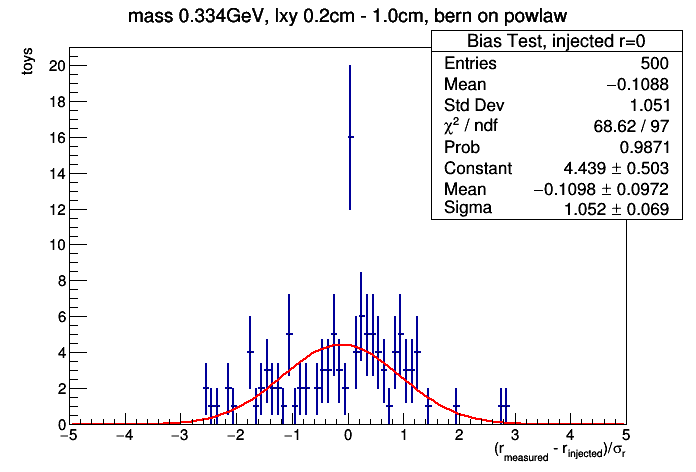 mass 0.334GeV, lxy 0.2cm - 1.0cm, bern on powlaw
Bias Test, injected r=0
Entries 500
Mean −0.1088
Std Dev 1.051
χ² / ndf 68.62 / 97
Prob 0.9871
Constant 4.439 ± 0.503
Mean −0.1098 ± 0.0972
Sigma 1.052 ± 0.069
toys
20
18
16
14
12
10
8
6
4
2
0
−5 −4 −3 −2 −1 0 1 2 3 4 5
(r_measured - r_injected)/σ_r